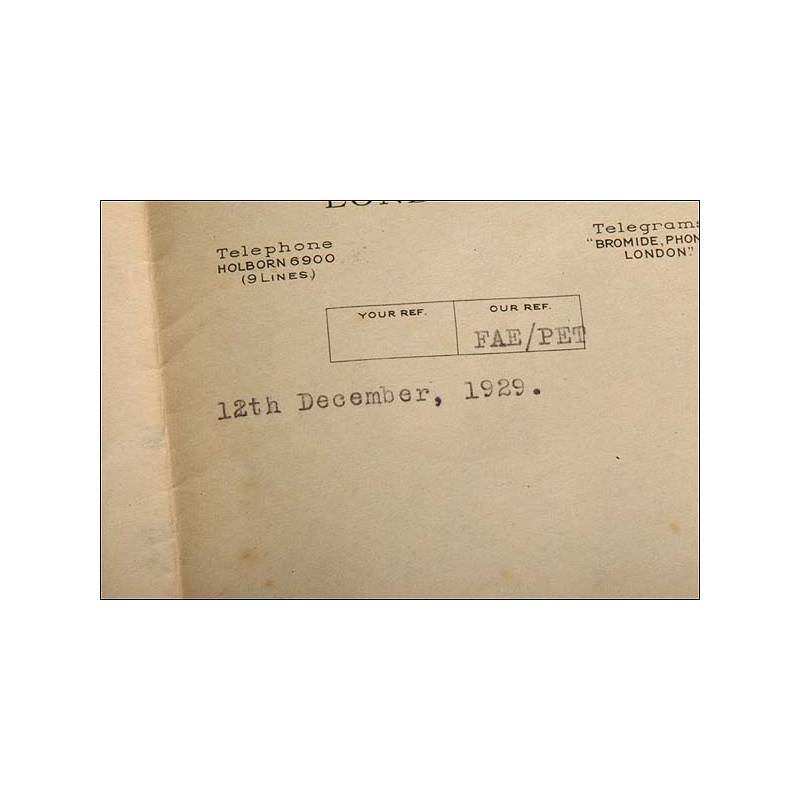 Telephone
HOLBORN 6900
(9 LINES.)
Telegrams
"BROMIDE, PHON
LONDON."
YOUR REF.
OUR REF.
FAE/PET
12th December, 1929.